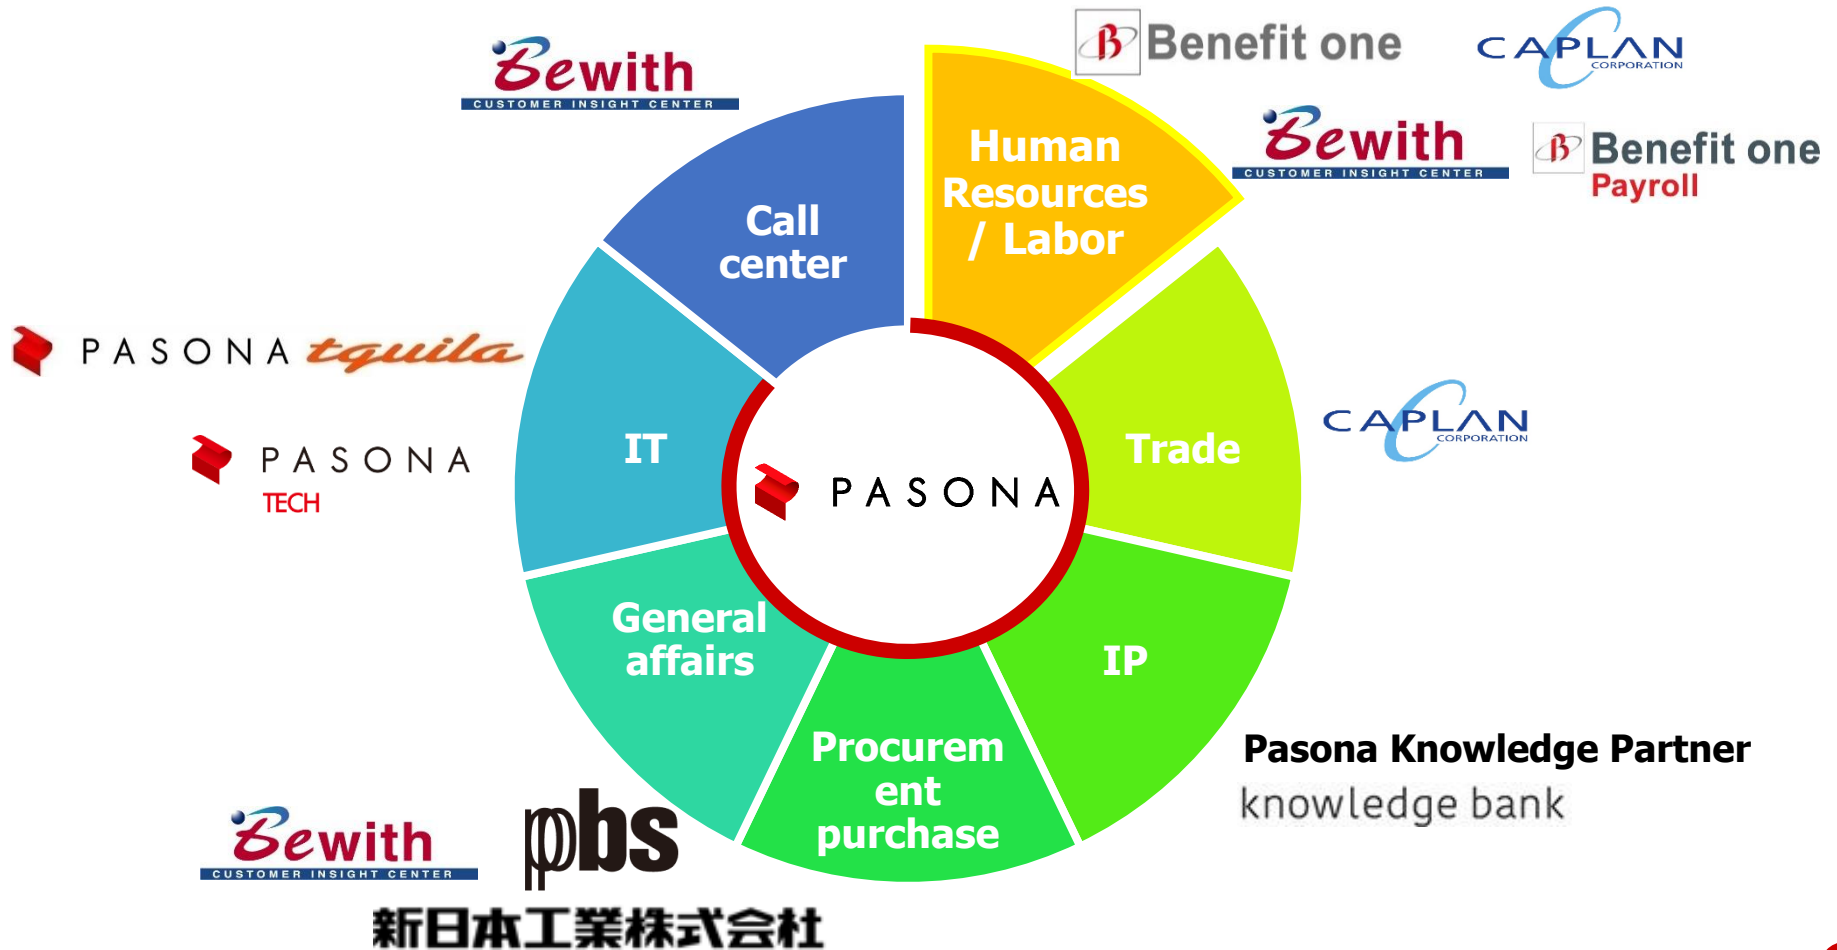 Bewith
CUSTOMER INSIGHT CENTER
B Benefit one
CAPLAN
CORPORATION
Bewith
CUSTOMER INSIGHT CENTER
B Benefit one
Payroll
Human
Resources
/ Labor
Call
center
PASONA tquila
PASONA
TECH
IT
Trade
CAPLAN
CORPORATION
PASONA
General
affairs
IP
Procurem
ent
purchase
Pasona Knowledge Partner
knowledge bank
Bewith
CUSTOMER INSIGHT CENTER
ppbs
新日本工業株式会社